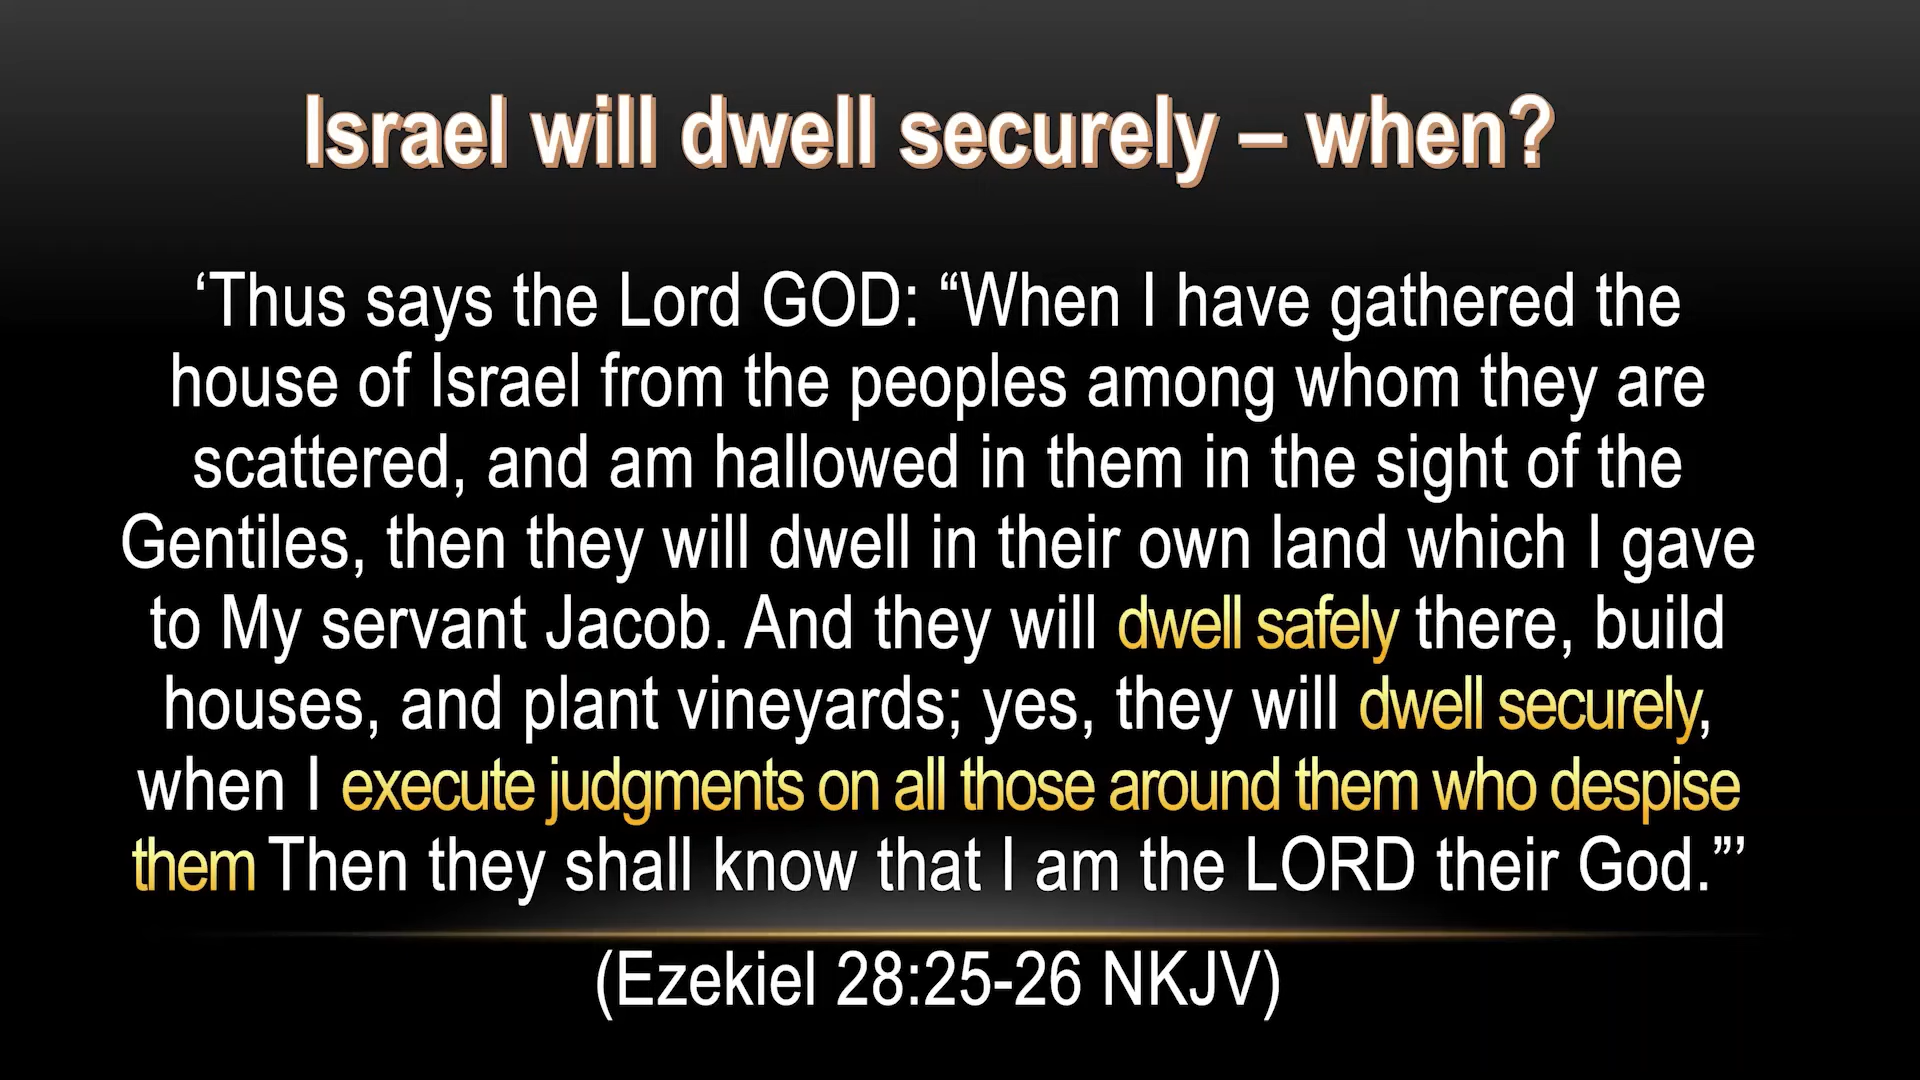 Israel will dwell securely – when?
‘Thus says the Lord GOD: “When I have gathered the
house of Israel from the peoples among whom they are
scattered, and am hallowed in them in the sight of the
Gentiles, then they will dwell in their own land which I gave
to My servant Jacob. And they will dwell safely there, build
houses, and plant vineyards; yes, they will dwell securely,
when I execute judgments on all those around them who despise
them Then they shall know that I am the LORD their God.”’
(Ezekiel 28:25-26 NKJV)